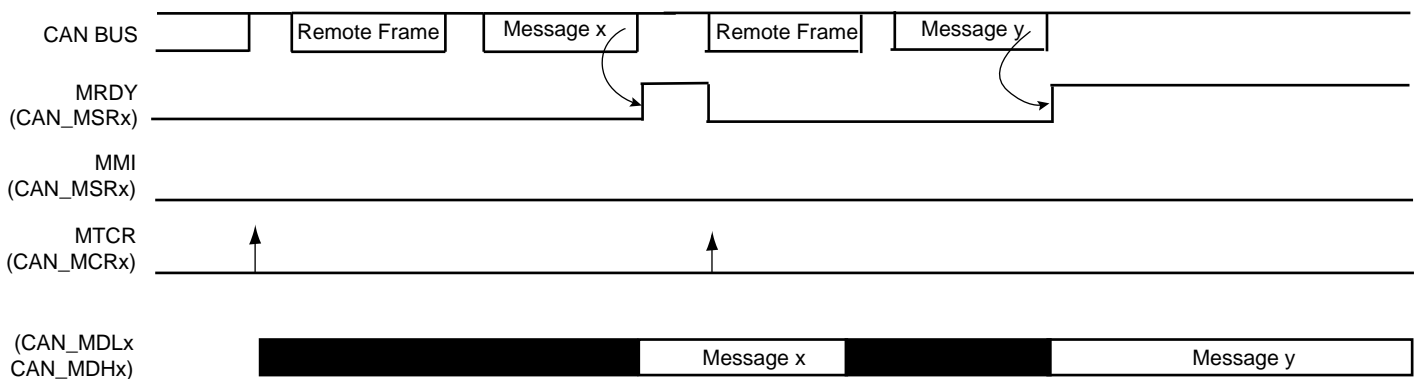 CAN BUS
Remote Frame
Message x
Remote Frame
Message y
MRDY
(CAN_MSRx)
MMI
(CAN_MSRx)
MTCR
(CAN_MCRx)
(CAN_MDLx
CAN_MDHx)
Message x
Message y